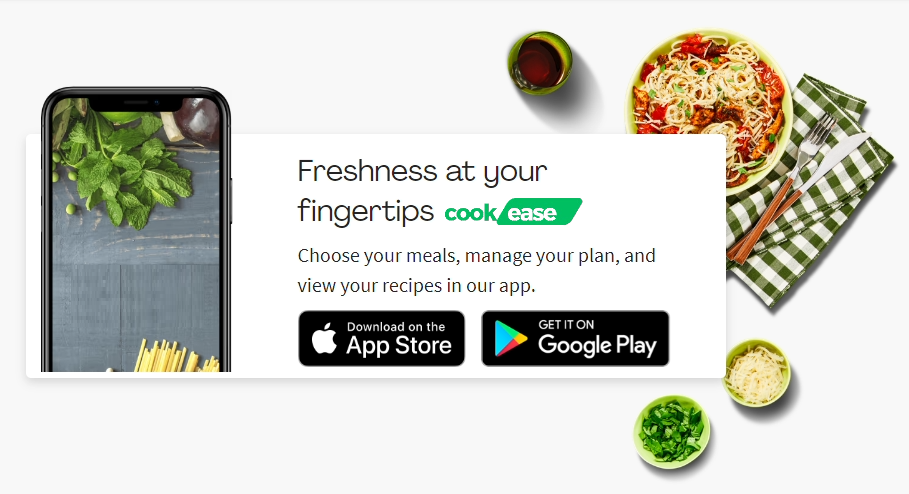 Freshness at your
fingertips cook ease
Choose your meals, manage your plan, and
view your recipes in our app.
Download on the
App Store
GET IT ON
Google Play